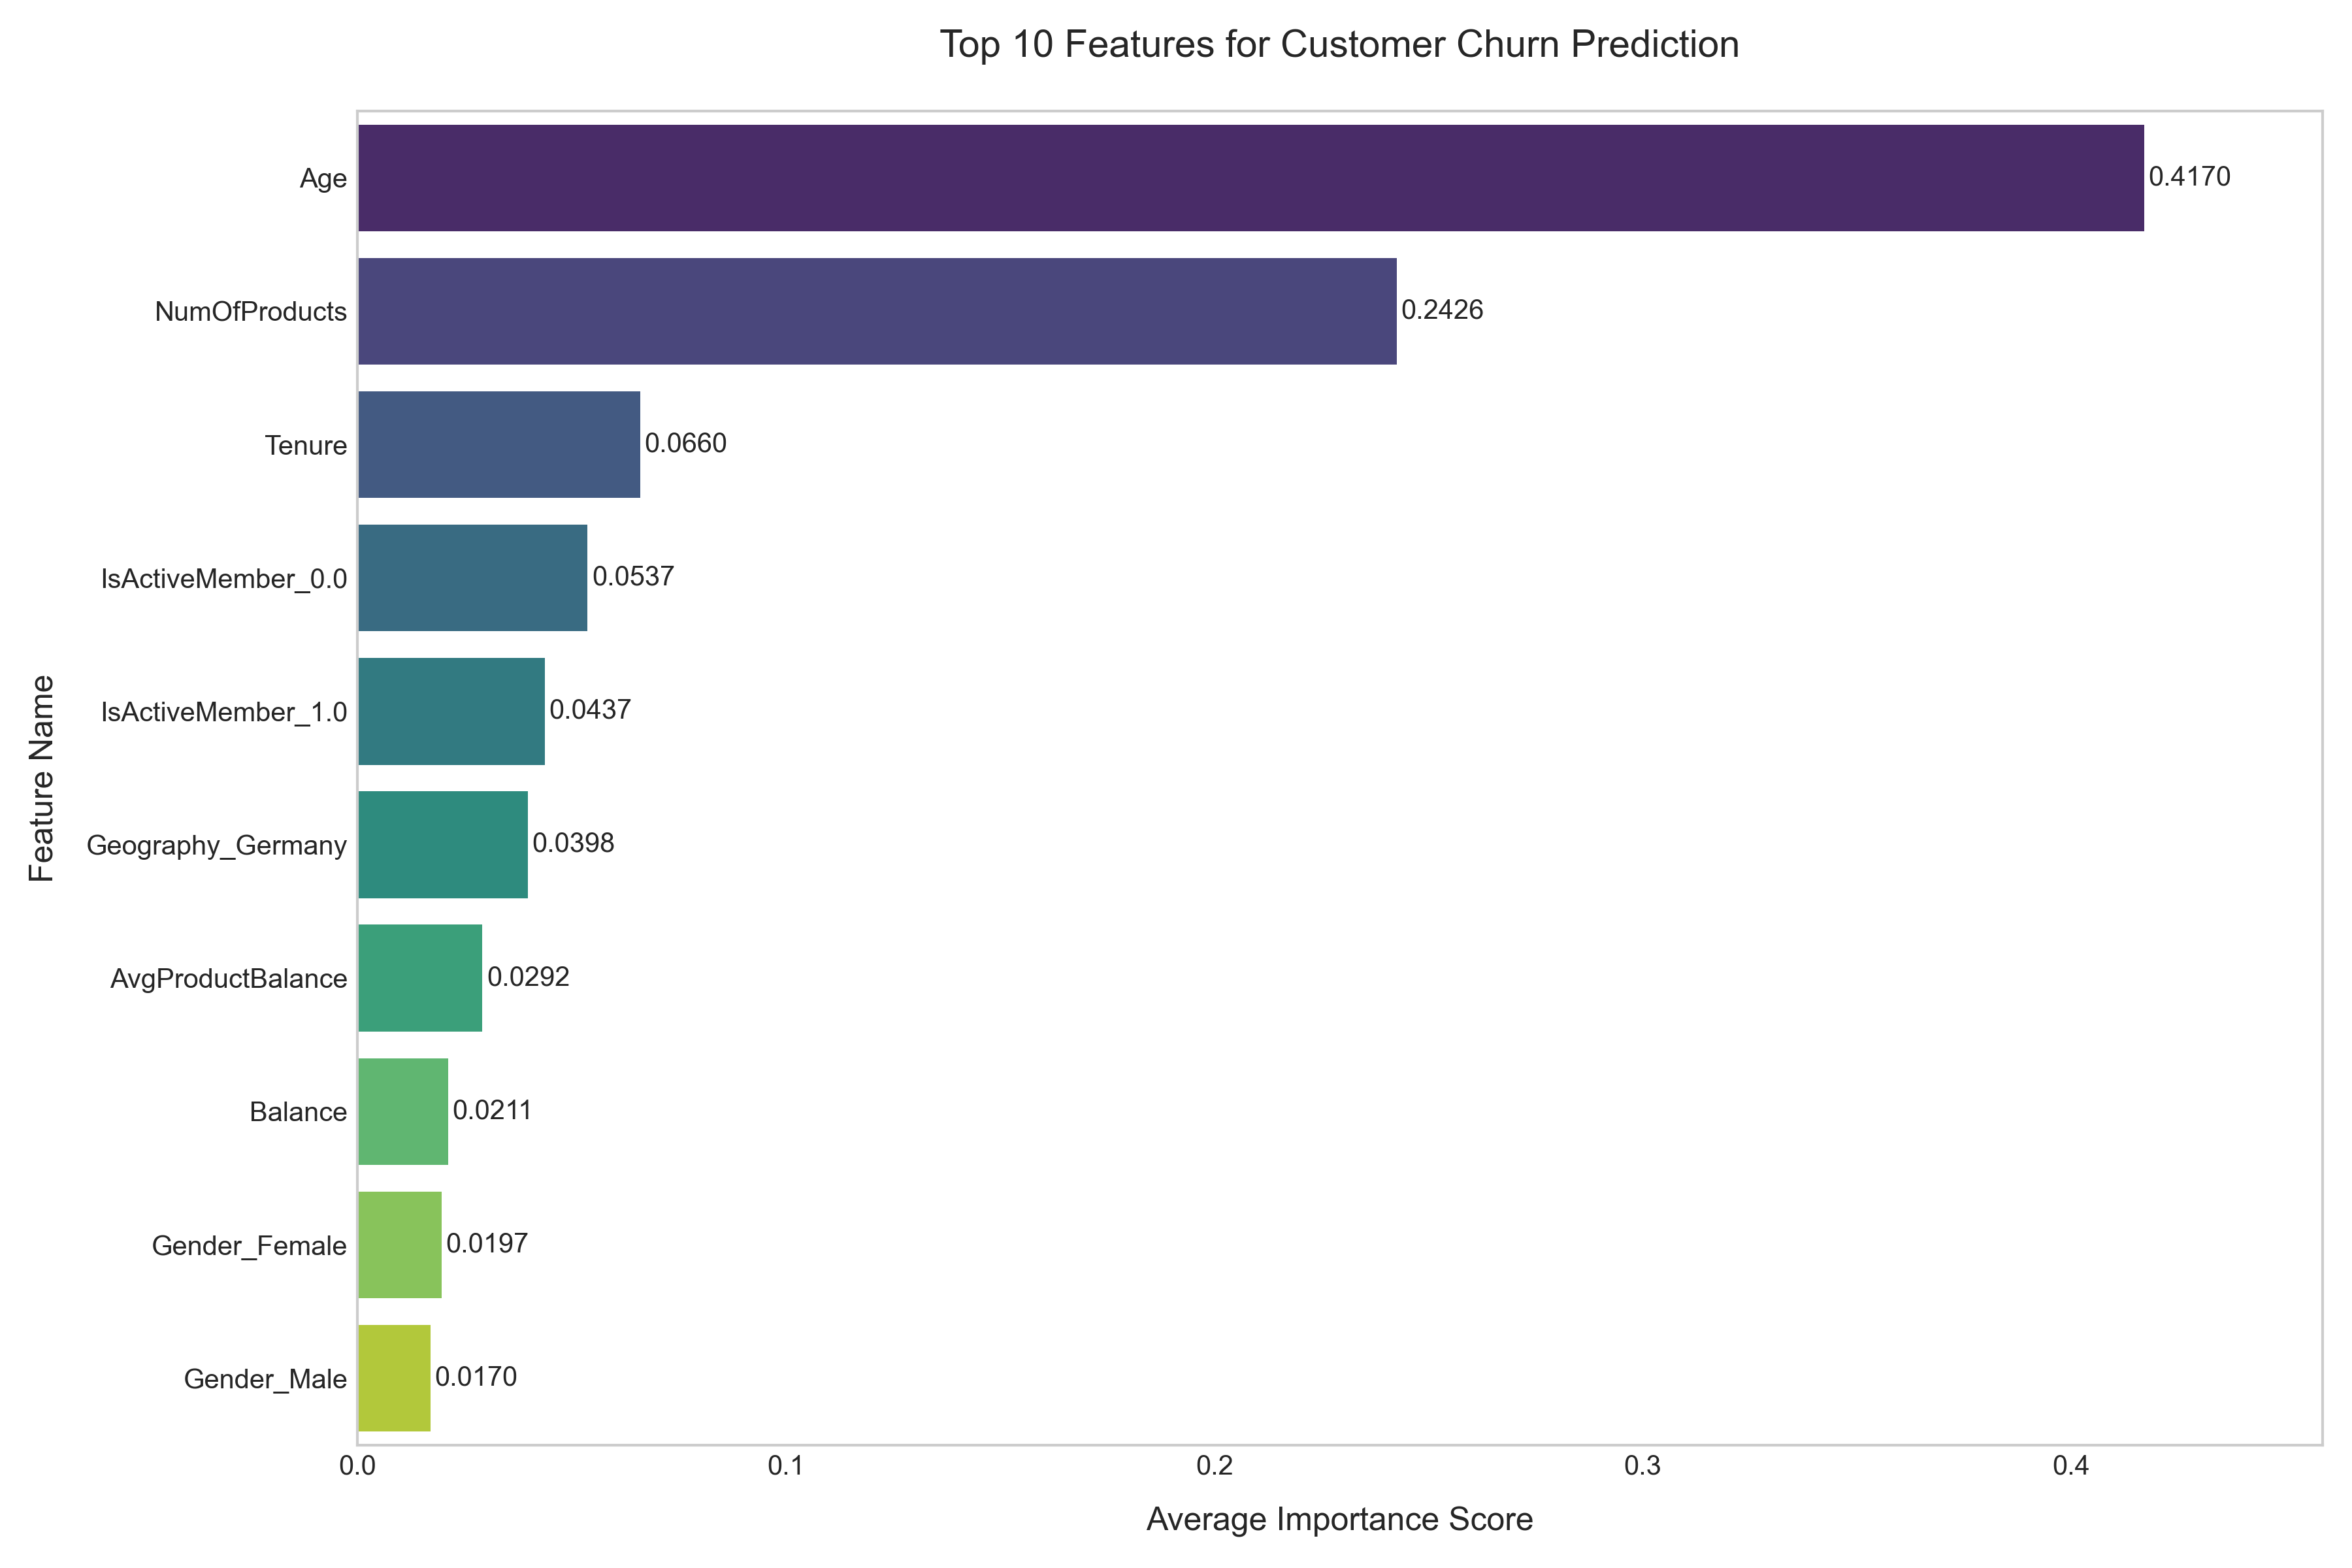 Top 10 Features for Customer Churn Prediction
Feature Name
Age 0.4170
NumOfProducts 0.2426
Tenure 0.0660
IsActiveMember_0.0 0.0537
IsActiveMember_1.0 0.0437
Geography_Germany 0.0398
AvgProductBalance 0.0292
Balance 0.0211
Gender_Female 0.0197
Gender_Male 0.0170
0.0 0.1 0.2 0.3 0.4
Average Importance Score